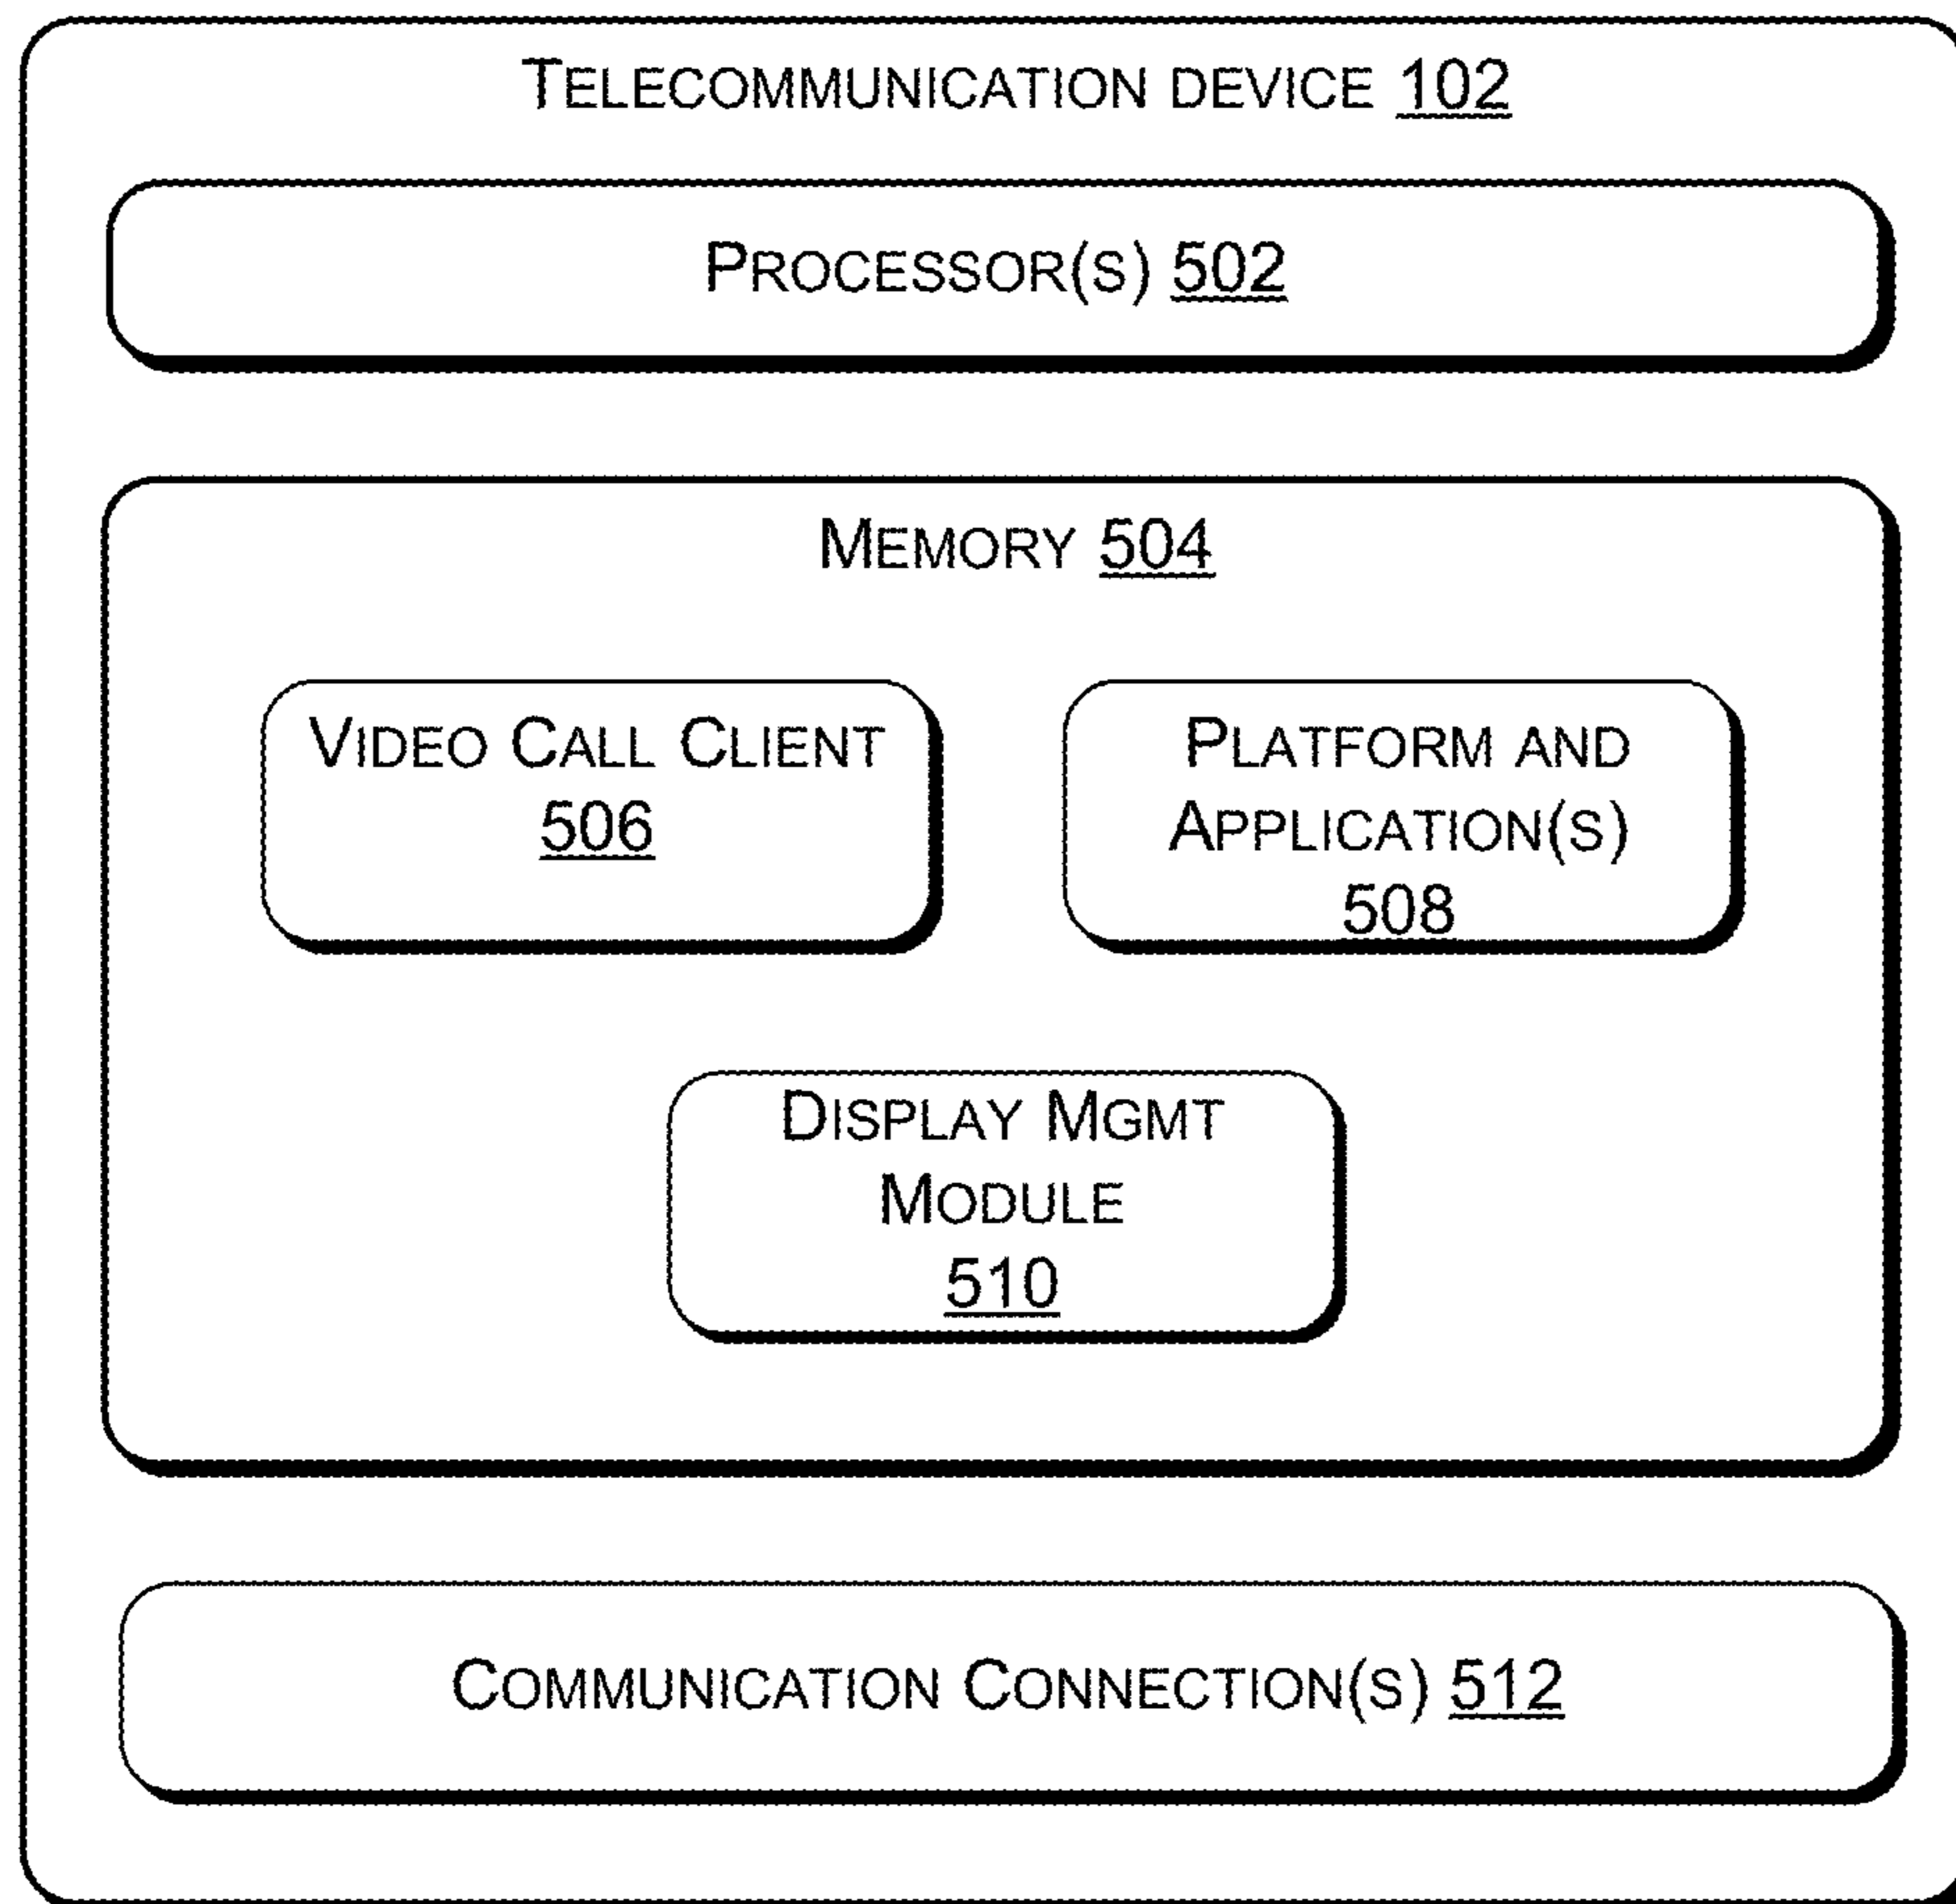 TELECOMMUNICATION DEVICE 102
PROCESSOR(S) 502
MEMORY 504
VIDEO CALL CLIENT
506
PLATFORM AND
APPLICATION(S)
508
DISPLAY MGMT
MODULE
510
COMMUNICATION CONNECTION(S) 512